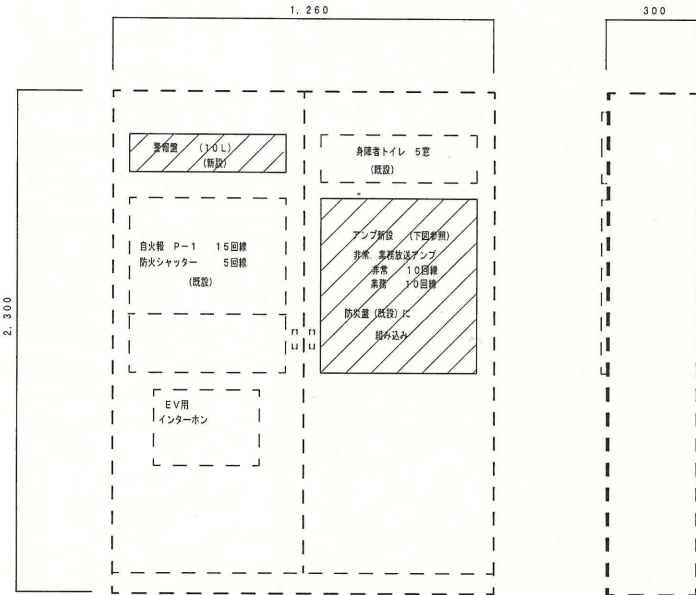 1,260
300
2,300
警報盤 (10L)
(新設)
身障者トイレ 5窓
(既設)
自火報 P-1 15回線
防火シャッター 5回線
(既設)
アンプ新設 (下図参照)
非常、業務放送アンプ
非常 10回線
業務 10回線
防災盤(既設)に
組み込み
EV用
インターホン